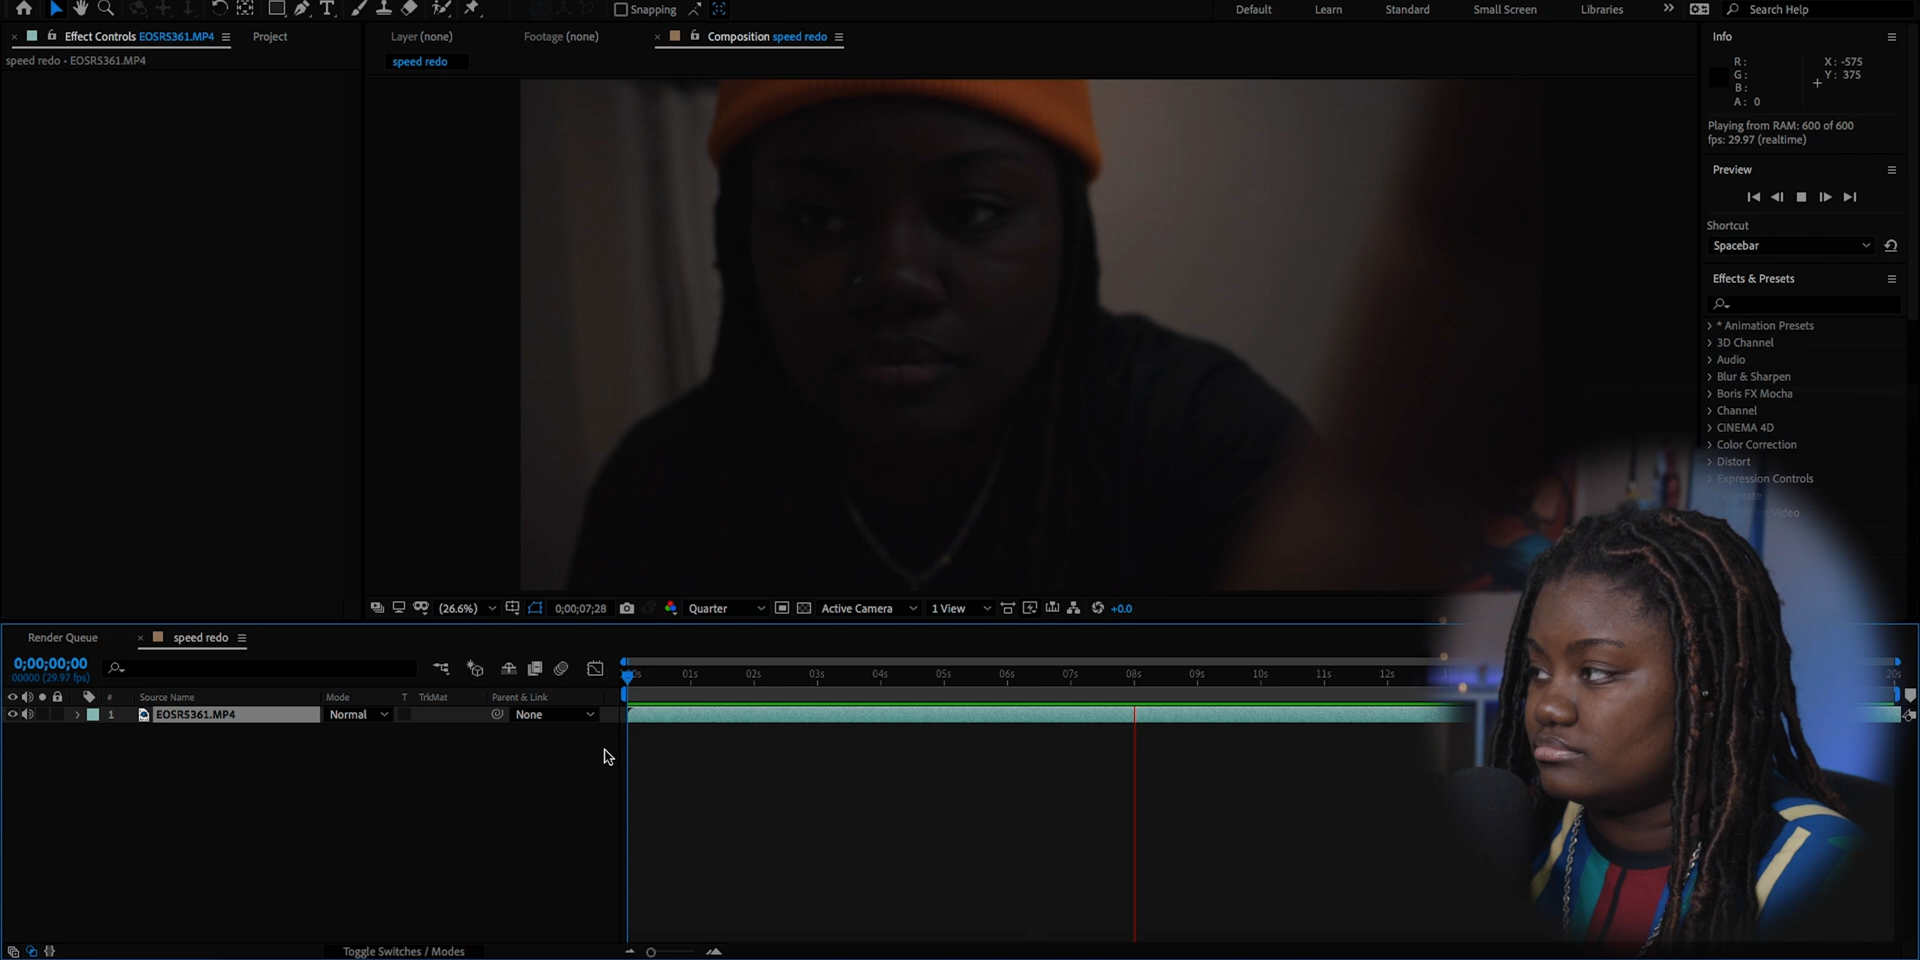 Snapping
Default
Learn
Standard
Small Screen
Libraries
Search Help
Effect Controls EOSR5361.MP4
Project
Layer (none)
Footage (none)
Composition speed redo
Info
speed redo • EOSR5361.MP4
speed redo
R :
G :
B :
A : 0
X : -575
Y : 375
Playing from RAM: 600 of 600
fps: 29.97 (realtime)
Preview
Shortcut
Spacebar
Effects & Presets
* Animation Presets
3D Channel
Audio
Blur & Sharpen
Boris FX Mocha
Channel
CINEMA 4D
Color Correction
Distort
Expression Controls
Video
(26.6%)
0;00;07;28
Quarter
Active Camera
1 View
+0.0
Render Queue
speed redo
0;00;00;00
00000 (29.97 fps)
01s
02s
03s
04s
05s
06s
07s
08s
09s
10s
11s
12s
20s
#
Source Name
Mode
T
TrkMat
Parent & Link
1
EOSR5361.MP4
Normal
None
Toggle Switches / Modes